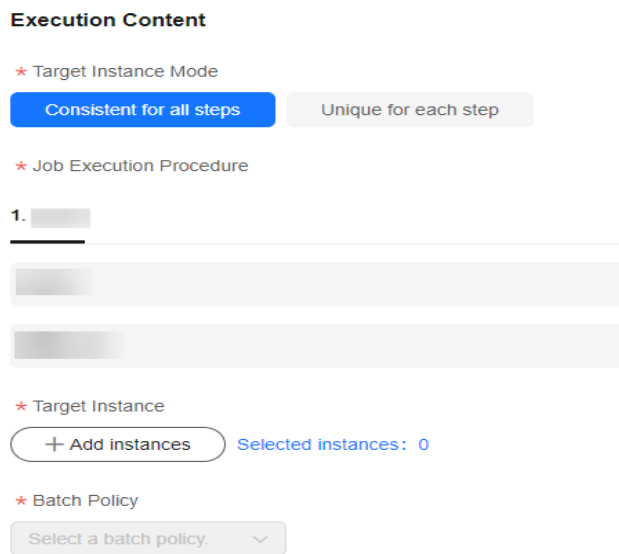 Execution Content
* Target Instance Mode
Consistent for all steps Unique for each step
* Job Execution Procedure
1.
* Target Instance
+ Add instances Selected instances: 0
* Batch Policy
Select a batch policy.